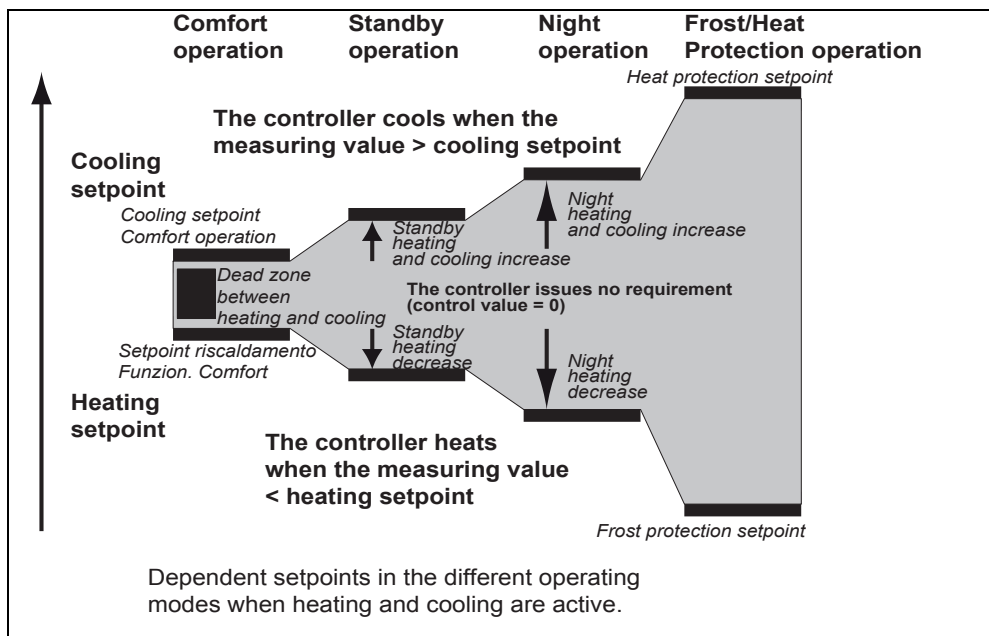 Comfort
operation
Standby
operation
Night
operation
Frost/Heat
Protection operation
Heat protection setpoint
The controller cools when the
measuring value > cooling setpoint
Cooling
setpoint
Cooling setpoint
Comfort operation
Standby
heating
and cooling increase
Night
heating
and cooling increase
Dead zone
between
heating and cooling
The controller issues no requirement
(control value = 0)
Setpoint riscaldamento
Funzion. Comfort
Standby
heating
decrease
Night
heating
decrease
Heating
setpoint
The controller heats
when the measuring value
< heating setpoint
Frost protection setpoint
Dependent setpoints in the different operating
modes when heating and cooling are active.